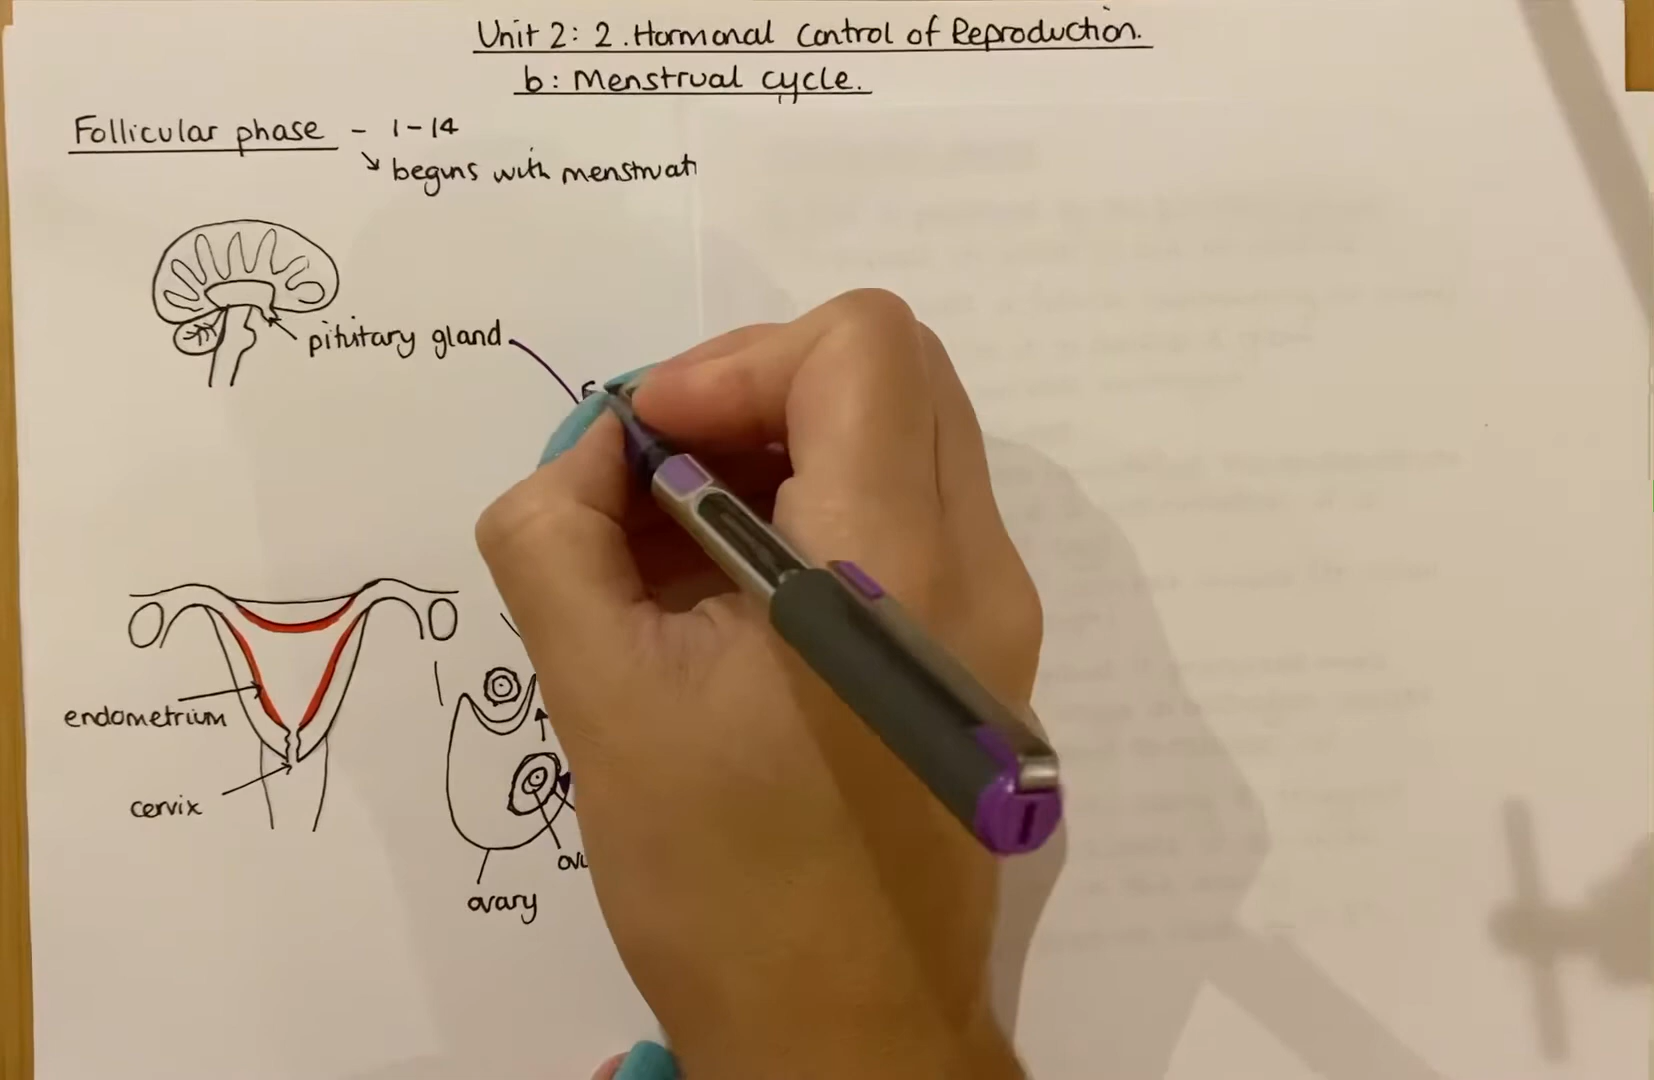 Unit 2: 2. Hormonal Control of Reproduction.
b: Menstrual cycle.
Follicular phase - 1-14
↘ begins with menstruati
pituitary gland
endometrium
cervix
ovary